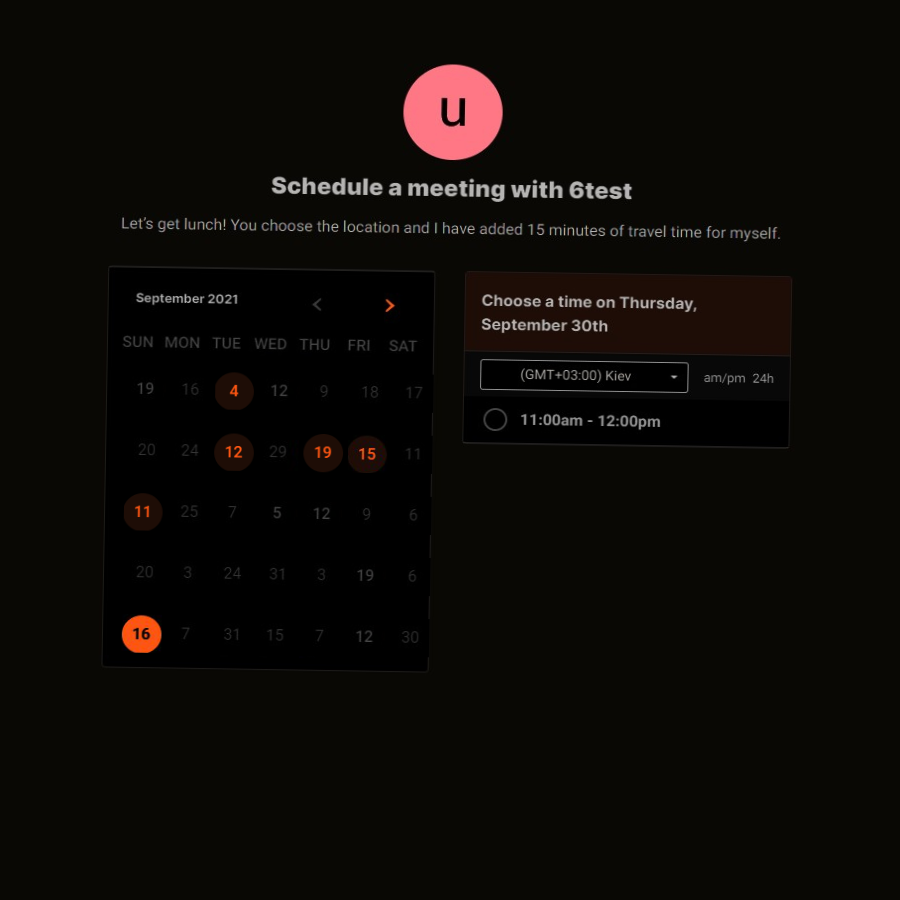 u
Schedule a meeting with 6test
Let's get lunch! You choose the location and I have added 15 minutes of travel time for myself.
September 2021
SUN MON TUE WED THU FRI SAT
19 16 4 12 9 18 17
20 24 12 29 19 15 11
11 25 7 5 12 9 6
20 3 24 31 3 19 6
16 7 31 15 7 12 30
Choose a time on Thursday,
September 30th
(GMT+03:00) Kiev am/pm 24h
11:00am - 12:00pm